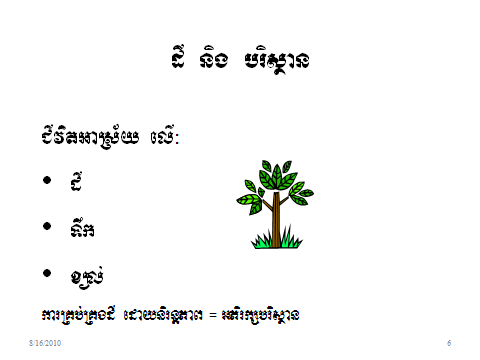 ដី និង បរិស្ថាន
ជីវិតអាស្រ័យ លើ:
• ដី
• ទឹក
• ខ្យល់
ការគ្រប់គ្រងដី ដោយនិរន្តភាព = អភិរក្សបរិស្ថាន
8/16/2010
6